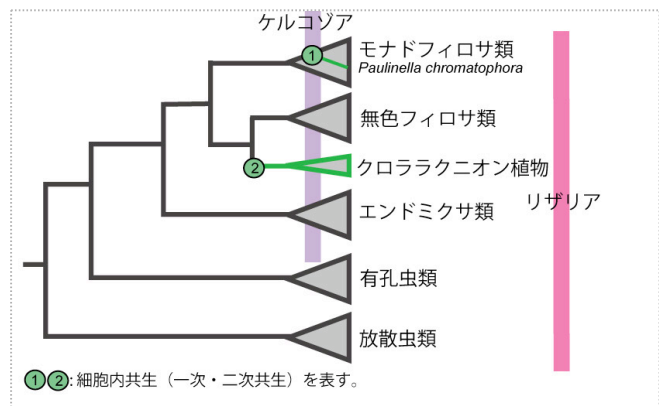 ケルコゾア
① モナドフィロサ類
Paulinella chromatophora
無色フィロサ類
② クロララクニオン植物
リザリア
エンドミクサ類
有孔虫類
放散虫類
①②: 細胞内共生（一次・二次共生）を表す。